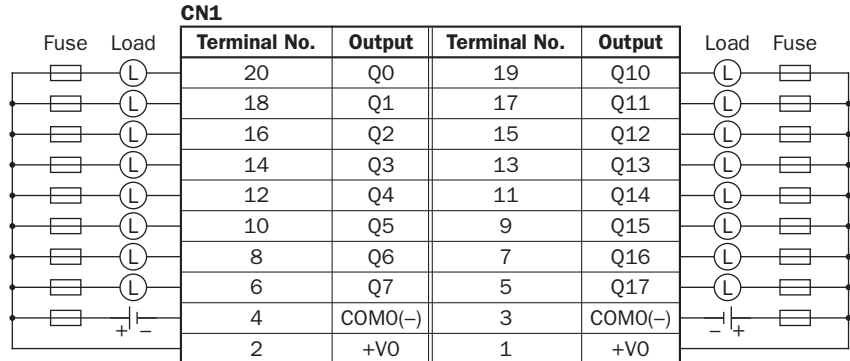 CN1
Fuse Load Terminal No. Output Terminal No. Output Load Fuse
L 20 Q0 19 Q10 L
L 18 Q1 17 Q11 L
L 16 Q2 15 Q12 L
L 14 Q3 13 Q13 L
L 12 Q4 11 Q14 L
L 10 Q5 9 Q15 L
L 8 Q6 7 Q16 L
L 6 Q7 5 Q17 L
+ − 4 COM0(–) 3 COM0(–) − +
2 +V0 1 +V0